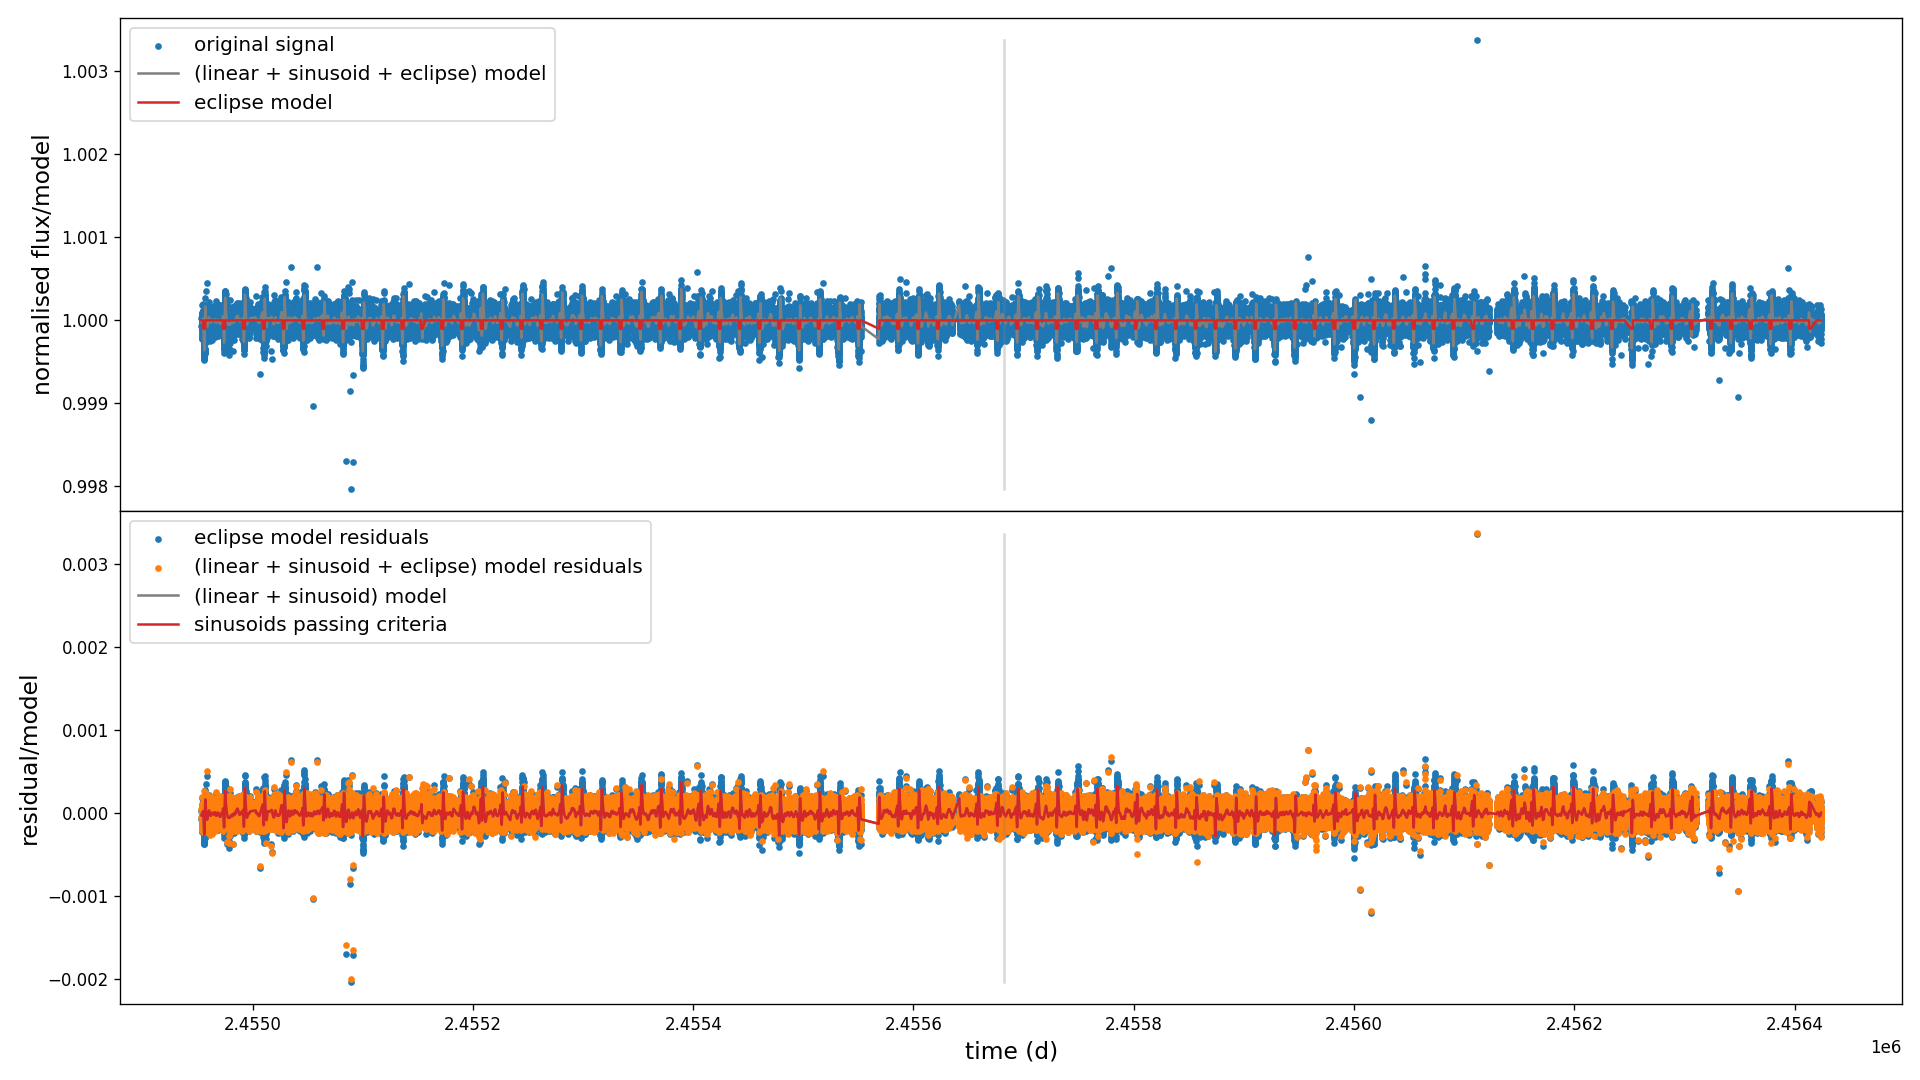 original signal
(linear + sinusoid + eclipse) model
eclipse model
1.003
1.002
1.001
1.000
0.999
0.998
normalised flux/model
eclipse model residuals
(linear + sinusoid + eclipse) model residuals
(linear + sinusoid) model
sinusoids passing criteria
0.003
0.002
0.001
0.000
−0.001
−0.002
residual/model
2.4550
2.4552
2.4554
2.4556
2.4558
2.4560
2.4562
2.4564
1e6
time (d)